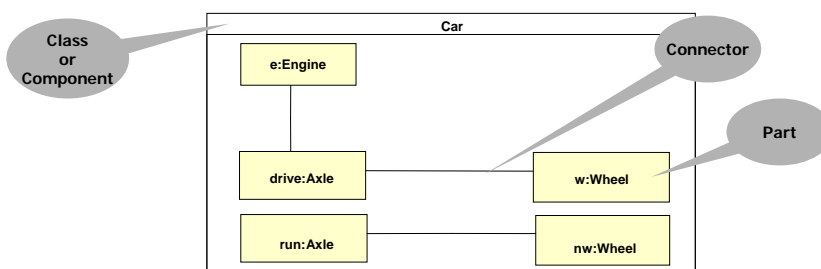 Car
Class
or
Component
Connector
e:Engine
Part
drive:Axle
w:Wheel
run:Axle
nw:Wheel